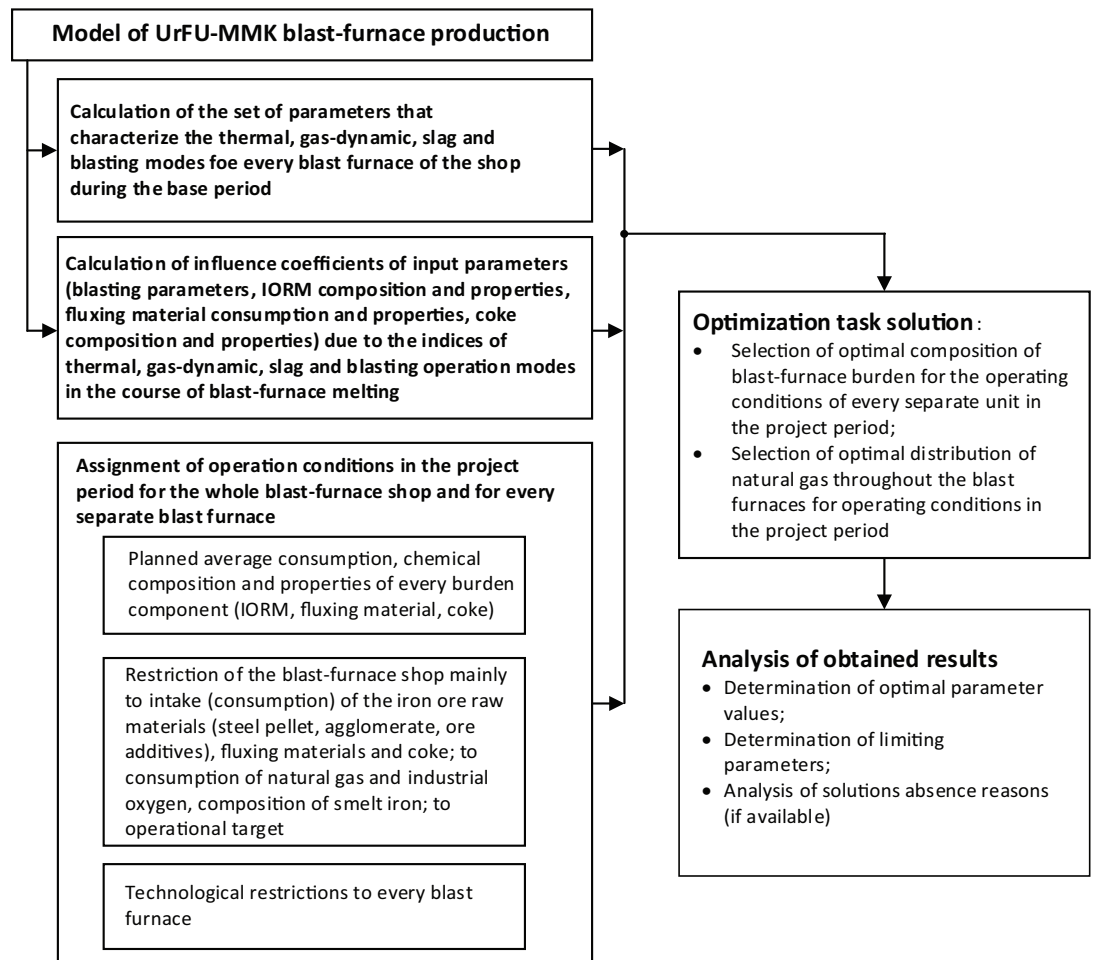 Model of UrFU-MMK blast-furnace production
Calculation of the set of parameters that
characterize the thermal, gas-dynamic, slag and
blasting modes foe every blast furnace of the shop
during the base period
Calculation of influence coefficients of input parameters
(blasting parameters, IORM composition and properties,
fluxing material consumption and properties, coke
composition and properties) due to the indices of
thermal, gas-dynamic, slag and blasting operation modes
in the course of blast-furnace melting
Assignment of operation conditions in the project
period for the whole blast-furnace shop and for every
separate blast furnace
Planned average consumption, chemical
composition and properties of every burden
component (IORM, fluxing material, coke)
Restriction of the blast-furnace shop mainly
to intake (consumption) of the iron ore raw
materials (steel pellet, agglomerate, ore
additives), fluxing materials and coke; to
consumption of natural gas and industrial
oxygen, composition of smelt iron; to
operational target
Technological restrictions to every blast
furnace
Optimization task solution :
• Selection of optimal composition of
blast-furnace burden for the operating
conditions of every separate unit in
the project period;
• Selection of optimal distribution of
natural gas throughout the blast
furnaces for operating conditions in
the project period
Analysis of obtained results
• Determination of optimal parameter
values;
• Determination of limiting
parameters;
• Analysis of solutions absence reasons
(if available)